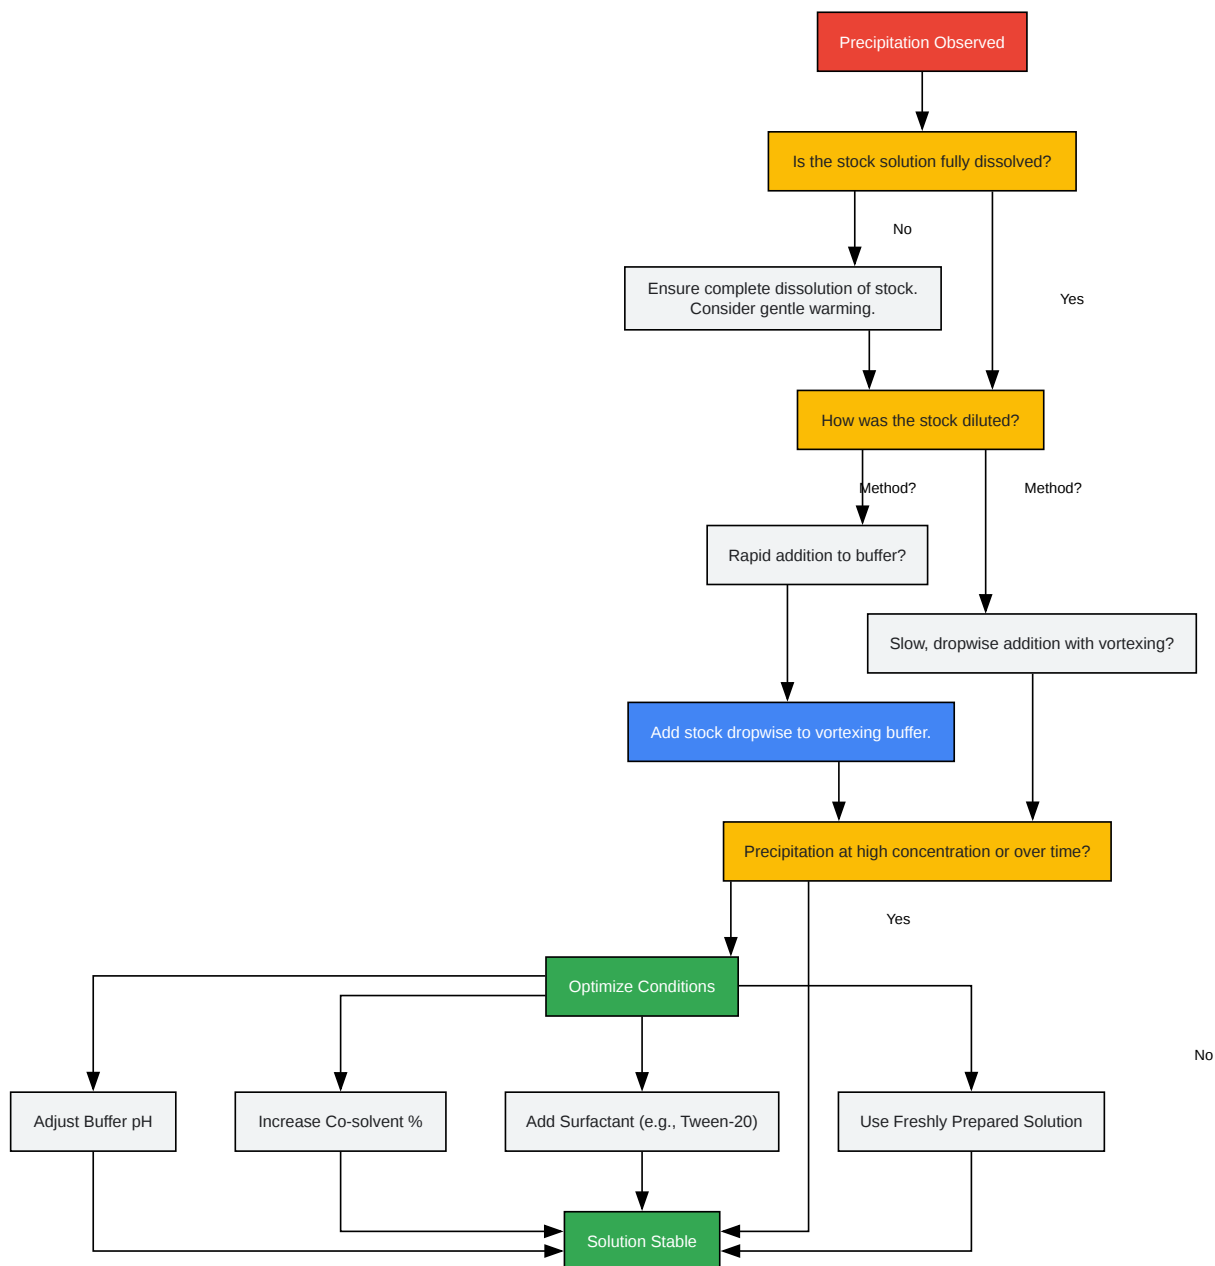 Precipitation Observed
Is the stock solution fully dissolved?
No
Ensure complete dissolution of stock.
Consider gentle warming.
Yes
How was the stock diluted?
Method?
Method?
Rapid addition to buffer?
Slow, dropwise addition with vortexing?
Add stock dropwise to vortexing buffer.
Precipitation at high concentration or over time?
Yes
Optimize Conditions
No
Adjust Buffer pH
Increase Co-solvent %
Add Surfactant (e.g., Tween-20)
Use Freshly Prepared Solution
Solution Stable